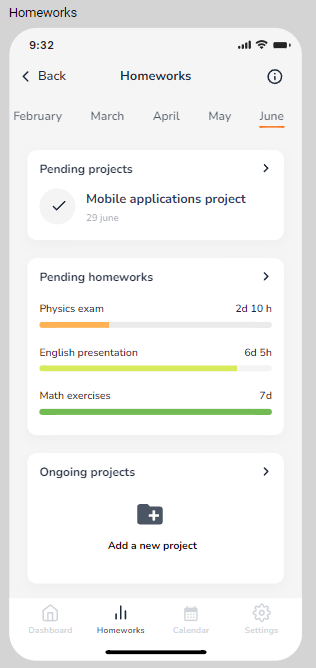 Homeworks
9:32
Back Homeworks
February March April May June
Pending projects
Mobile applications project
29 june
Pending homeworks
Physics exam 2d 10 h
English presentation 6d 5h
Math exercises 7d
Ongoing projects
Add a new project
Dashboard Homeworks Calendar Settings